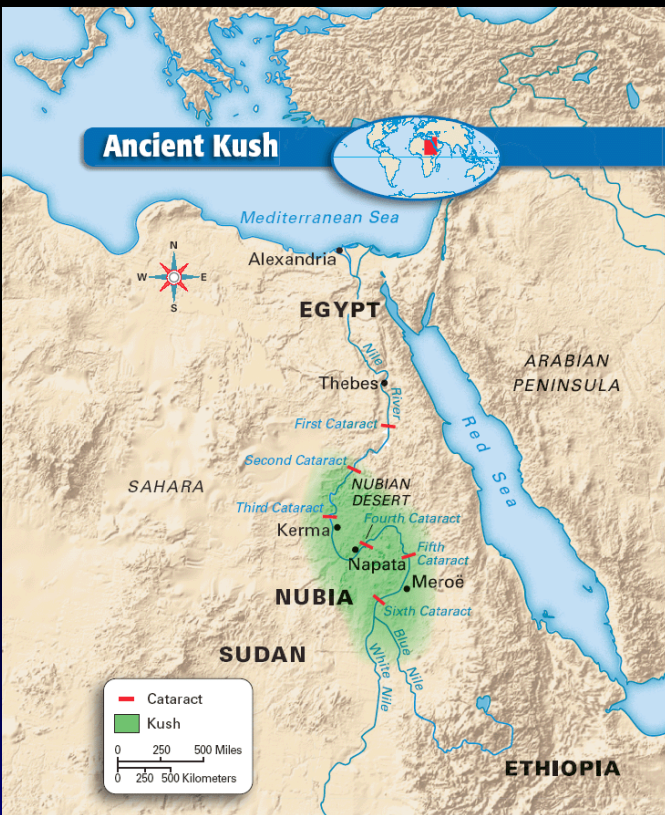 Ancient Kush
Mediterranean Sea
N
W
E
S
Alexandria
EGYPT
Nile
River
Thebes
ARABIAN
PENINSULA
Red Sea
First Cataract
Second Cataract
SAHARA
NUBIAN
DESERT
Third Cataract
Fourth Cataract
Kerma
Fifth
Cataract
Napata
Meroë
NUBIA
Sixth Cataract
SUDAN
White Nile
Blue Nile
Cataract
Kush
0 250 500 Miles
0 250 500 Kilometers
ETHIOPIA